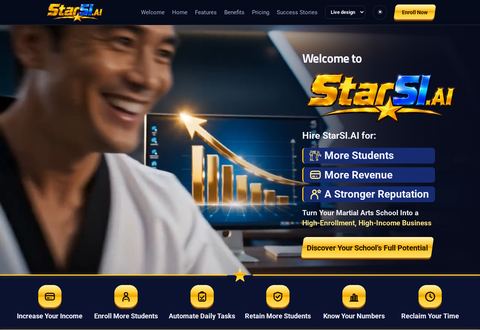 StarSI.AI
Welcome
Home
Features
Benefits
Pricing
Success Stories
Live design
Enroll Now
Welcome to
StarSI.AI
Hire StarSI.AI for:
More Students
More Revenue
A Stronger Reputation
Turn Your Martial Arts School Into a
High-Enrollment, High-Income Business
Discover Your School's Full Potential
Increase Your Income
Enroll More Students
Automate Daily Tasks
Retain More Students
Know Your Numbers
Reclaim Your Time